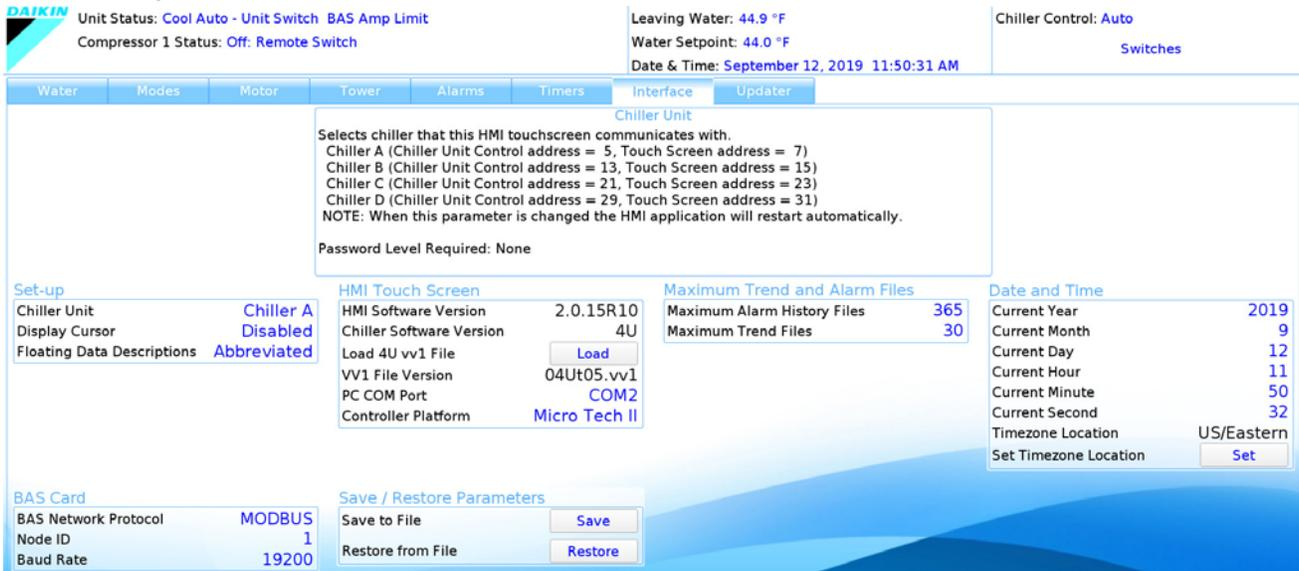 DAIKIN
Unit Status: Cool Auto - Unit Switch BAS Amp Limit
Compressor 1 Status: Off: Remote Switch
Leaving Water: 44.9 °F
Water Setpoint: 44.0 °F
Date & Time: September 12, 2019 11:50:31 AM
Chiller Control: Auto
Switches
Water Modes Motor Tower Alarms Timers Interface Updater
Chiller Unit
Selects chiller that this HMI touchscreen communicates with.
Chiller A (Chiller Unit Control address = 5, Touch Screen address = 7)
Chiller B (Chiller Unit Control address = 13, Touch Screen address = 15)
Chiller C (Chiller Unit Control address = 21, Touch Screen address = 23)
Chiller D (Chiller Unit Control address = 29, Touch Screen address = 31)
NOTE: When this parameter is changed the HMI application will restart automatically.
Password Level Required: None
Set-up
Chiller Unit Chiller A
Display Cursor Disabled
Floating Data Descriptions Abbreviated
HMI Touch Screen
HMI Software Version 2.0.15R10
Chiller Software Version 4U
Load 4U vv1 File Load
VV1 File Version 04Ut05.vv1
PC COM Port COM2
Controller Platform Micro Tech II
Maximum Trend and Alarm Files
Maximum Alarm History Files 365
Maximum Trend Files 30
Date and Time
Current Year 2019
Current Month 9
Current Day 12
Current Hour 11
Current Minute 50
Current Second 32
Timezone Location US/Eastern
Set Timezone Location Set
BAS Card
BAS Network Protocol MODBUS
Node ID 1
Baud Rate 19200
Save / Restore Parameters
Save to File Save
Restore from File Restore